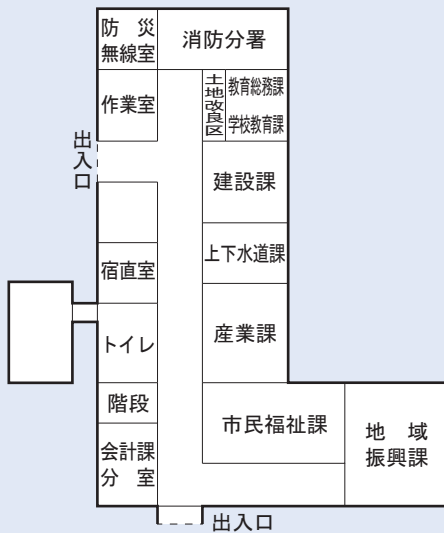 防災
無線室
消防分署
作業室
土地改良区
教育総務課
学校教育課
出入口
建設課
上下水道課
宿直室
産業課
トイレ
階段
市民福祉課
地域
振興課
会計課
分室
出入口